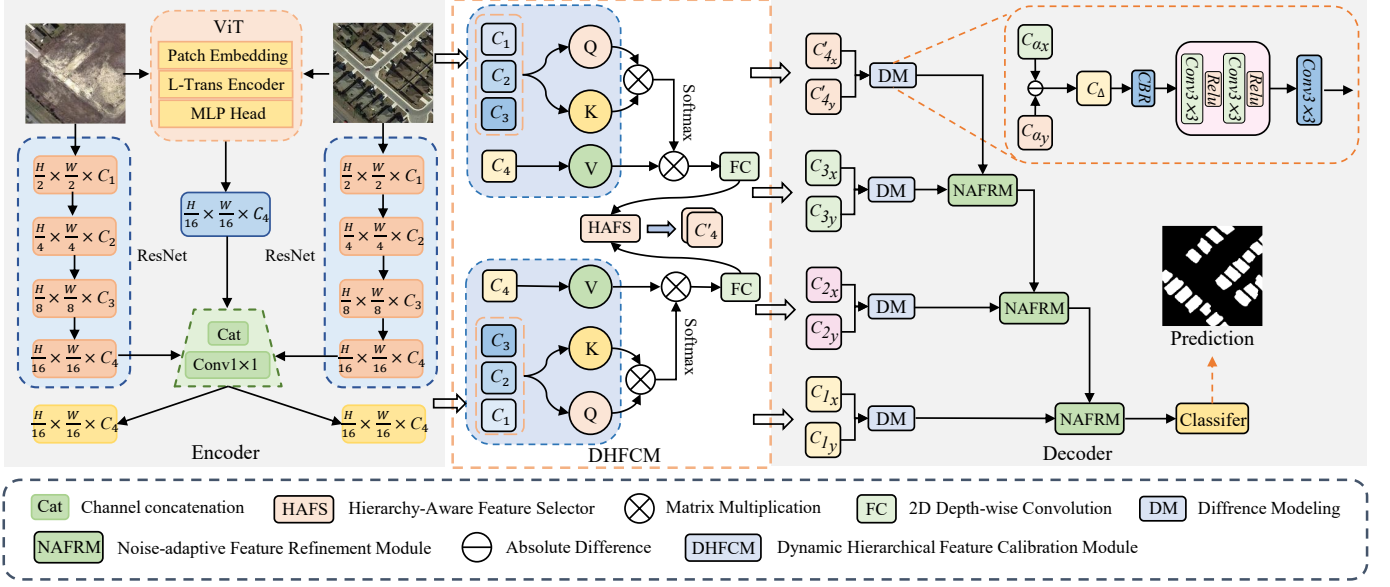 ViT
Patch Embedding
L-Trans Encoder
MLP Head
H/2 × W/2 × C₁
H/4 × W/4 × C₂
H/8 × W/8 × C₃
H/16 × W/16 × C₄
ResNet
H/16 × W/16 × C₄
Cat
Conv1×1
ResNet
H/2 × W/2 × C₁
H/4 × W/4 × C₂
H/8 × W/8 × C₃
H/16 × W/16 × C₄
H/16 × W/16 × C₄
H/16 × W/16 × C₄
Encoder
C₁
C₂
C₃
C₄
Q
K
V
Softmax
FC
HAFS
C'₄
C₄
C₃
C₂
C₁
V
K
Q
Softmax
FC
DHFCM
C'₄ₓ
C'₄ᵧ
DM
C₃ₓ
C₃ᵧ
DM
NAFRM
C₂ₓ
C₂ᵧ
DM
NAFRM
C₁ₓ
C₁ᵧ
DM
NAFRM
Classifer
Prediction
Cαₓ
Cαᵧ
C_Δ
CBR
Conv3×3
Relu
Conv3×3
Relu
Conv3×3
Decoder
Cat Channel concatenation HAFS Hierarchy-Aware Feature Selector Matrix Multiplication FC 2D Depth-wise Convolution DM Diffrence Modeling
NAFRM Noise-adaptive Feature Refinement Module Absolute Difference DHFCM Dynamic Hierarchical Feature Calibration Module